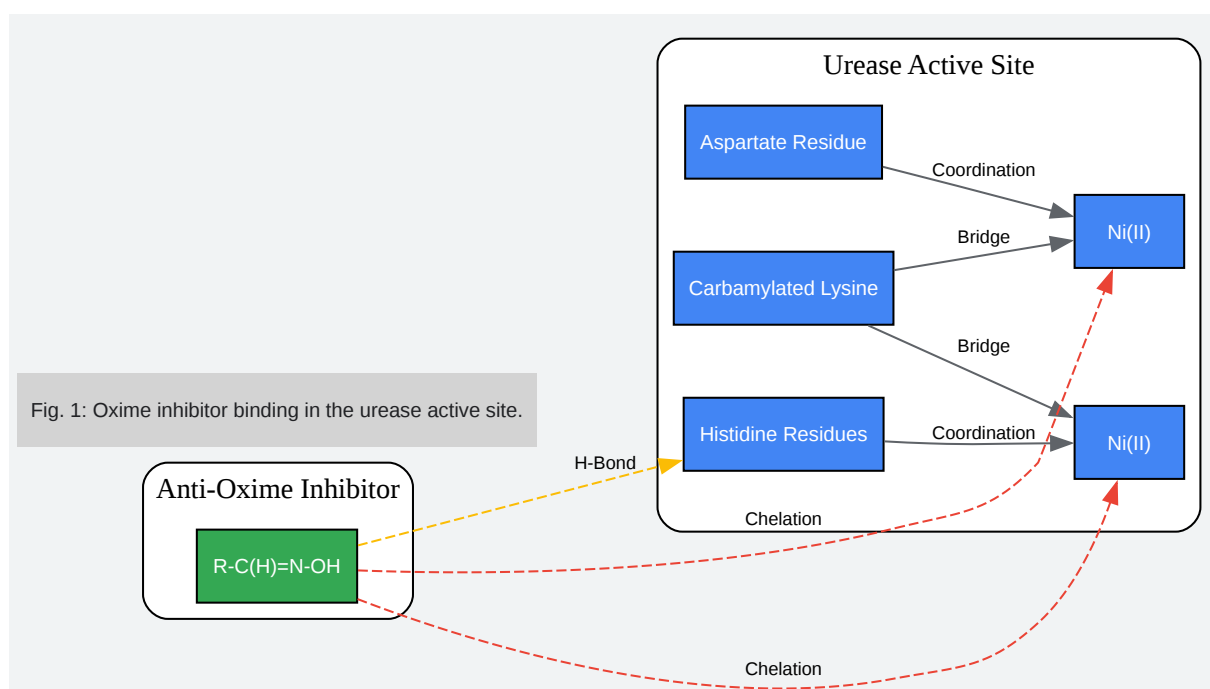 Urease Active Site
Aspartate Residue
Coordination
Ni(II)
Bridge
Carbamylated Lysine
Bridge
Fig. 1: Oxime inhibitor binding in the urease active site.
Histidine Residues
Coordination
Ni(II)
H-Bond
Anti-Oxime Inhibitor
Chelation
R-C(H)=N-OH
Chelation